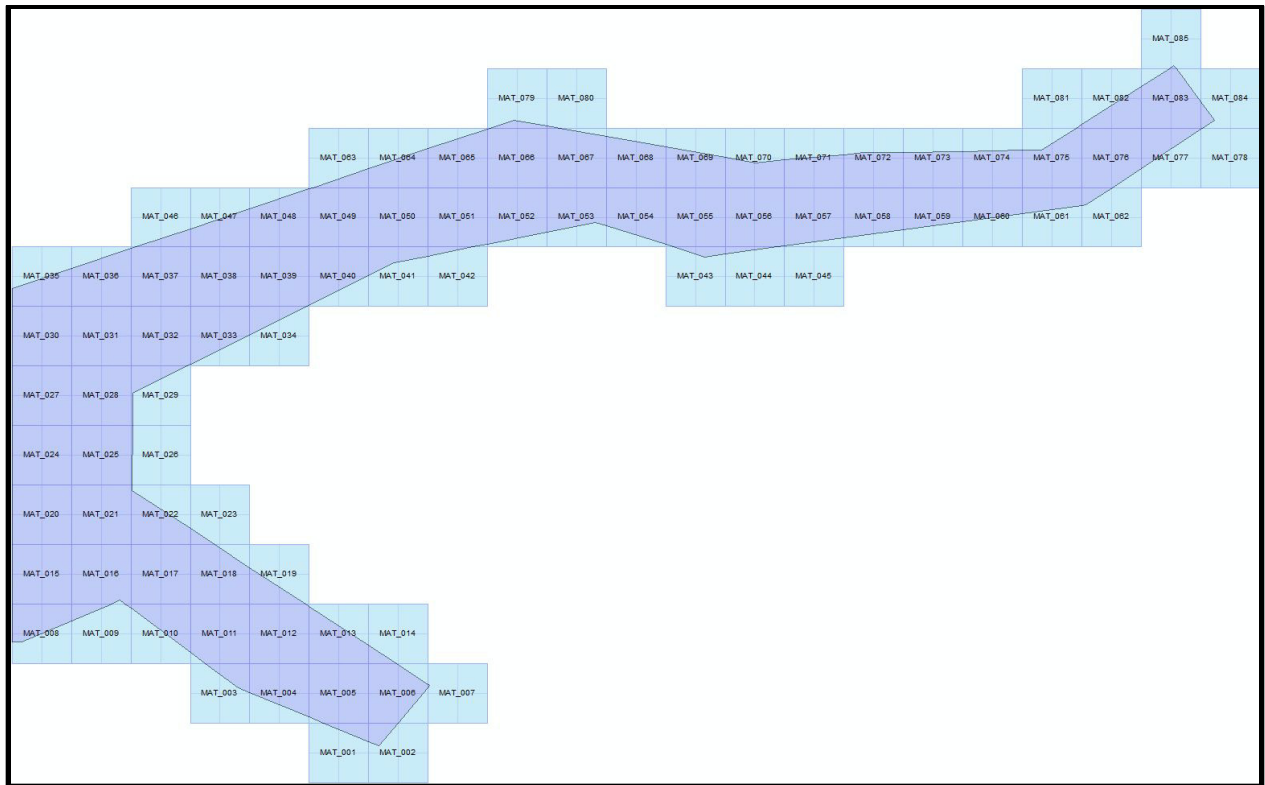 MAT_085
MAT_079 MAT_080 MAT_081 MAT_082 MAT_083 MAT_084
MAT_063 MAT_064 MAT_065 MAT_066 MAT_067 MAT_068 MAT_069 MAT_070 MAT_071 MAT_072 MAT_073 MAT_074 MAT_075 MAT_076 MAT_077 MAT_078
MAT_046 MAT_047 MAT_048 MAT_049 MAT_050 MAT_051 MAT_052 MAT_053 MAT_054 MAT_055 MAT_056 MAT_057 MAT_058 MAT_059 MAT_060 MAT_061 MAT_062
MAT_035 MAT_036 MAT_037 MAT_038 MAT_039 MAT_040 MAT_041 MAT_042 MAT_043 MAT_044 MAT_045
MAT_030 MAT_031 MAT_032 MAT_033 MAT_034
MAT_027 MAT_028 MAT_029
MAT_024 MAT_025 MAT_026
MAT_020 MAT_021 MAT_022 MAT_023
MAT_015 MAT_016 MAT_017 MAT_018 MAT_019
MAT_008 MAT_009 MAT_010 MAT_011 MAT_012 MAT_013 MAT_014
MAT_003 MAT_004 MAT_005 MAT_006 MAT_007
MAT_001 MAT_002